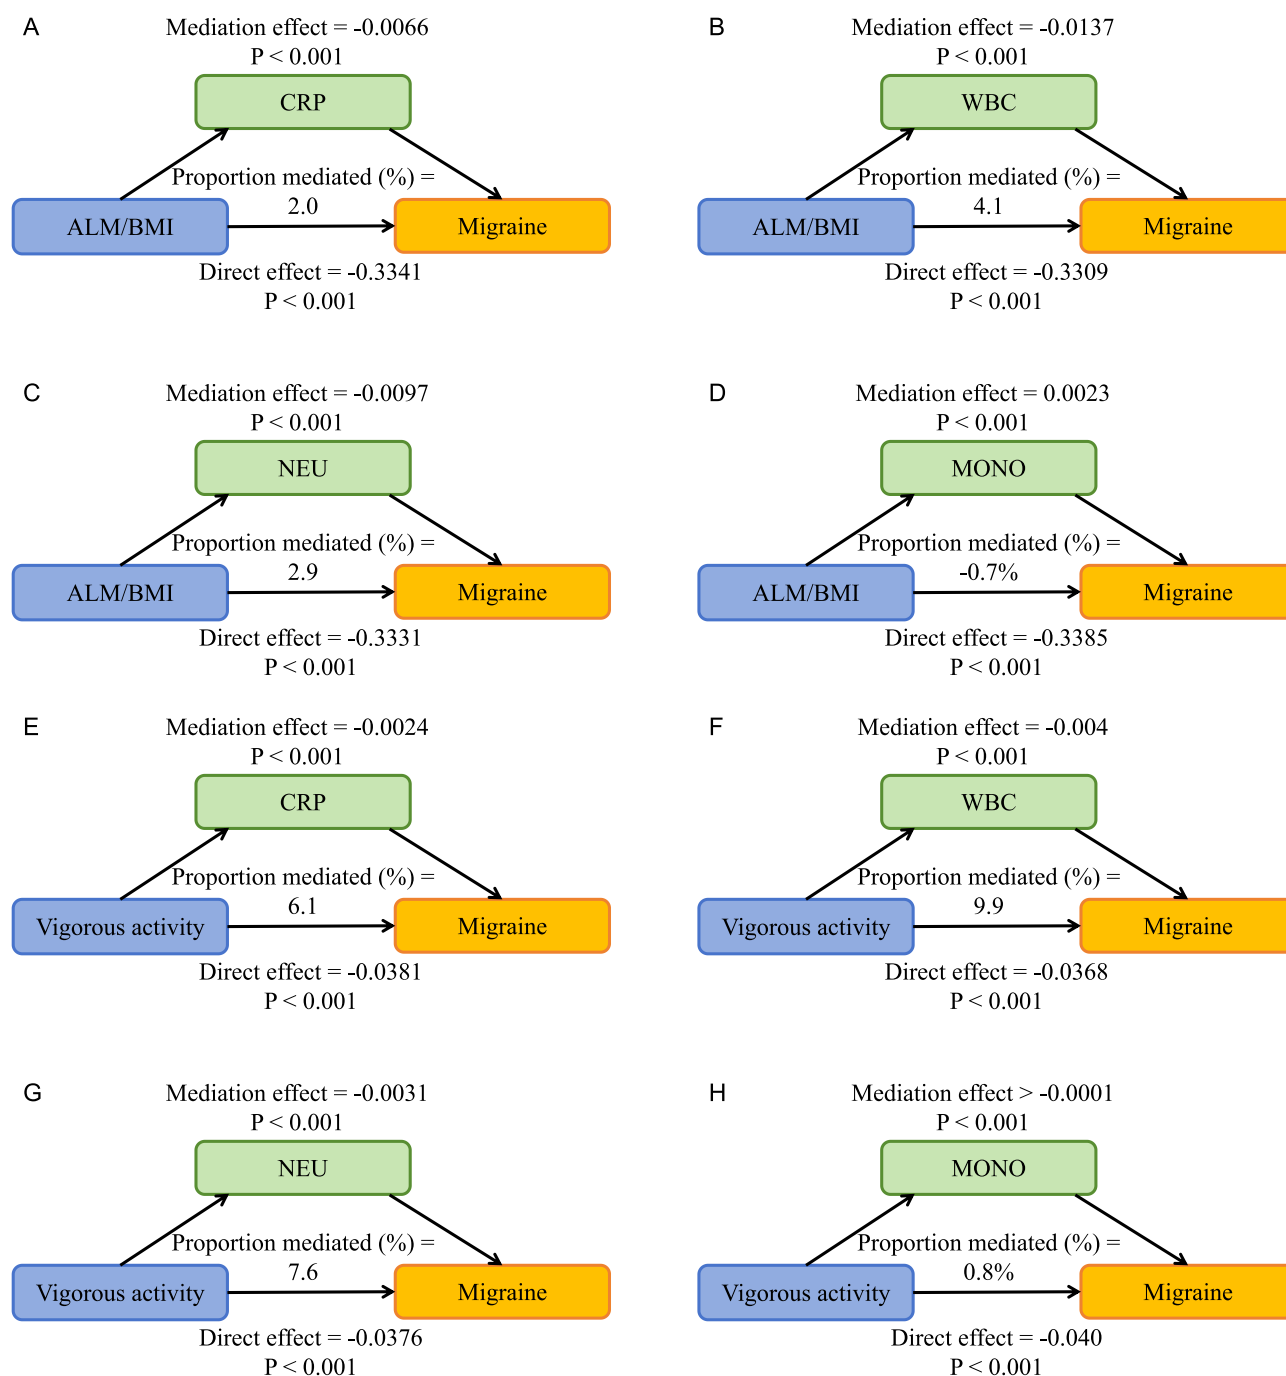 A
Mediation effect = -0.0066
P < 0.001
CRP
Proportion mediated (%) =
2.0
ALM/BMI
Migraine
Direct effect = -0.3341
P < 0.001
B
Mediation effect = -0.0137
P < 0.001
WBC
Proportion mediated (%) =
4.1
ALM/BMI
Migraine
Direct effect = -0.3309
P < 0.001
C
Mediation effect = -0.0097
P < 0.001
NEU
Proportion mediated (%) =
2.9
ALM/BMI
Migraine
Direct effect = -0.3331
P < 0.001
D
Mediation effect = 0.0023
P < 0.001
MONO
Proportion mediated (%) =
-0.7%
ALM/BMI
Migraine
Direct effect = -0.3385
P < 0.001
E
Mediation effect = -0.0024
P < 0.001
CRP
Proportion mediated (%) =
6.1
Vigorous activity
Migraine
Direct effect = -0.0381
P < 0.001
F
Mediation effect = -0.004
P < 0.001
WBC
Proportion mediated (%) =
9.9
Vigorous activity
Migraine
Direct effect = -0.0368
P < 0.001
G
Mediation effect = -0.0031
P < 0.001
NEU
Proportion mediated (%) =
7.6
Vigorous activity
Migraine
Direct effect = -0.0376
P < 0.001
H
Mediation effect > -0.0001
P < 0.001
MONO
Proportion mediated (%) =
0.8%
Vigorous activity
Migraine
Direct effect = -0.040
P < 0.001